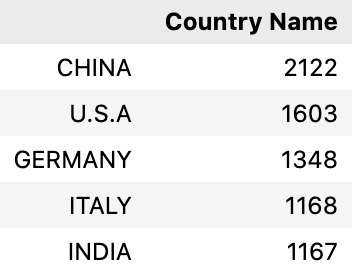 Country Name
CHINA 2122
U.S.A 1603
GERMANY 1348
ITALY 1168
INDIA 1167